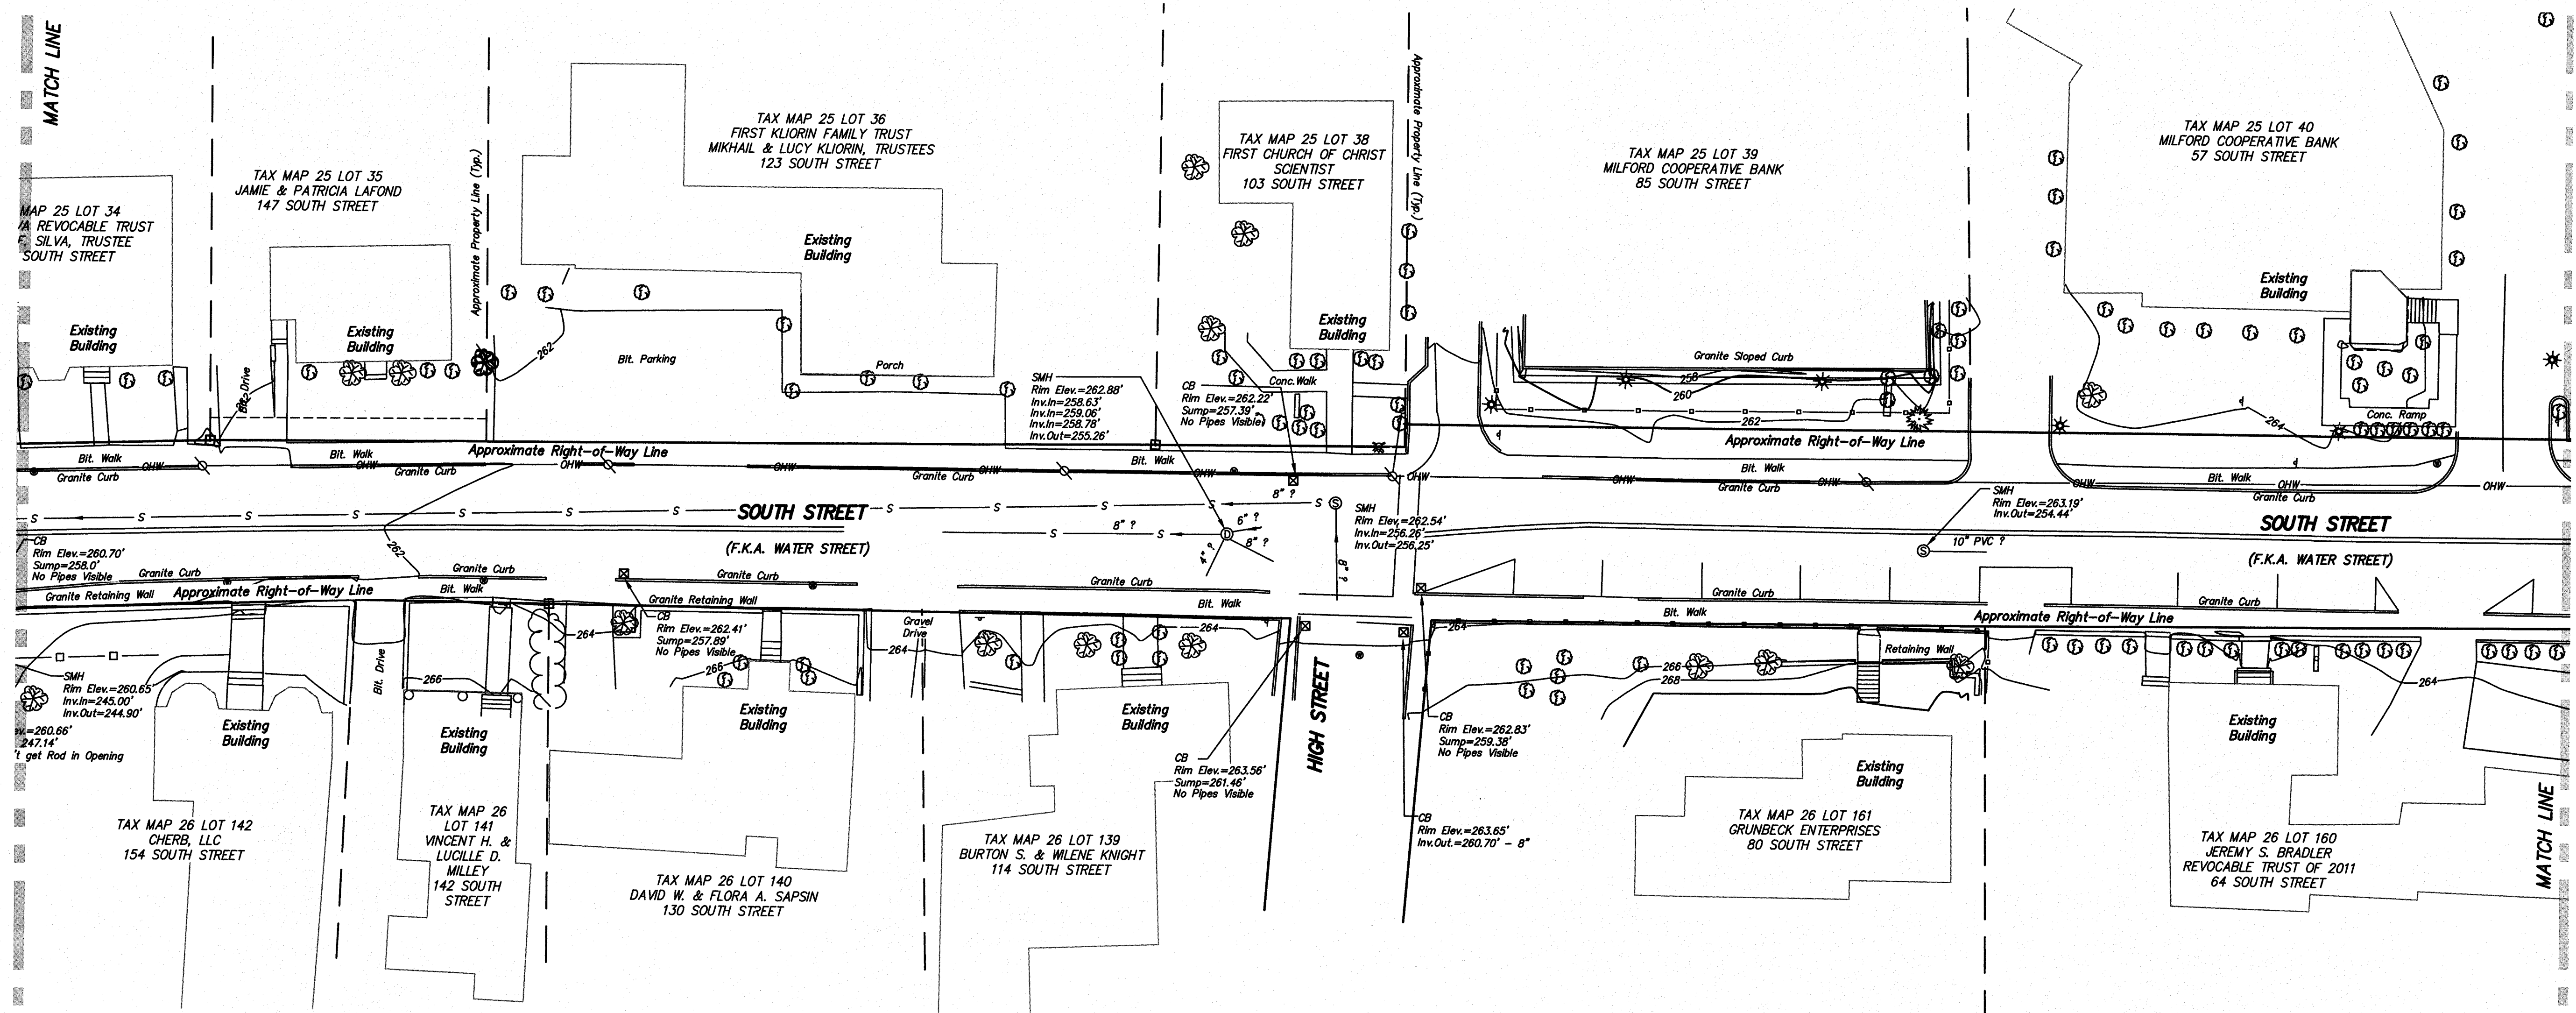 MATCH LINE
MAP 25 LOT 34
VA REVOCABLE TRUST
F. SILVA, TRUSTEE
SOUTH STREET
Existing
Building
TAX MAP 25 LOT 35
JAMIE & PATRICIA LAFOND
147 SOUTH STREET
Existing
Building
Bit. Drive
Approximate Property Line (Typ.)
TAX MAP 25 LOT 36
FIRST KLIORIN FAMILY TRUST
MIKHAIL & LUCY KLIORIN, TRUSTEES
123 SOUTH STREET
Existing
Building
262
Bit. Parking
Porch
SMH
Rim Elev.=262.88'
Inv.In=258.63'
Inv.In=259.06'
Inv.In=258.78'
Inv.Out=255.26'
TAX MAP 25 LOT 38
FIRST CHURCH OF CHRIST
SCIENTIST
103 SOUTH STREET
Existing
Building
Conc. Walk
CB
Rim Elev.=262.22'
Sump=257.39'
No Pipes Visible
Approximate Property Line (Typ.)
TAX MAP 25 LOT 39
MILFORD COOPERATIVE BANK
85 SOUTH STREET
Granite Sloped Curb
258
260
262
TAX MAP 25 LOT 40
MILFORD COOPERATIVE BANK
57 SOUTH STREET
Existing
Building
Conc. Ramp
264
Approximate Right-of-Way Line
Approximate Right-of-Way Line
Bit. Walk
OHW
Granite Curb
Bit. Walk
OHW
Granite Curb
OHW
OHW
Granite Curb
Bit. Walk
OHW
OHW
Bit. Walk
OHW
Granite Curb
OHW
Bit. Walk
OHW
Granite Curb
OHW
S S S S S SOUTH STREET S S S S 8" ? S S
SMH
Rim Elev.=262.54'
Inv.In=256.26'
Inv.Out=256.25'
SMH
Rim Elev.=263.19'
Inv.Out=254.44'
S
10" PVC ?
SOUTH STREET
(F.K.A. WATER STREET)
8" ?
S S S
D
6" ?
8" ?
4" ?
8" ?
(F.K.A. WATER STREET)
262
CB
Rim Elev.=260.70'
Sump=258.0'
No Pipes Visible
Granite Curb
Granite Retaining Wall
Approximate Right-of-Way Line
Granite Curb
Bit. Walk
Granite Curb
Granite Retaining Wall
Granite Curb
Bit. Walk
Bit. Walk
Granite Curb
Approximate Right-of-Way Line
Granite Curb
SMH
Rim Elev.=260.65'
Inv.In=245.00'
Inv.Out=244.90'
ev.=260.66'
247.14'
't get Rod in Opening
Existing
Building
TAX MAP 26 LOT 142
CHERB, LLC
154 SOUTH STREET
Bit. Drive
266
Existing
Building
TAX MAP 26
LOT 141
VINCENT H. &
LUCILLE D.
MILLEY
142 SOUTH
STREET
264
CB
Rim Elev.=262.41'
Sump=257.89'
No Pipes Visible
266
Existing
Building
TAX MAP 26 LOT 140
DAVID W. & FLORA A. SAPSIN
130 SOUTH STREET
Gravel
Drive
264
264
Existing
Building
TAX MAP 26 LOT 139
BURTON S. & WILENE KNIGHT
114 SOUTH STREET
CB
Rim Elev.=263.56'
Sump=261.46'
No Pipes Visible
HIGH STREET
264
CB
Rim Elev.=262.83'
Sump=259.38'
No Pipes Visible
CB
Rim Elev.=263.65'
Inv.Out.=260.70' - 8"
266
268
Retaining Wall
Existing
Building
TAX MAP 26 LOT 161
GRUNBECK ENTERPRISES
80 SOUTH STREET
264
Existing
Building
TAX MAP 26 LOT 160
JEREMY S. BRADLER
REVOCABLE TRUST OF 2011
64 SOUTH STREET
MATCH LINE